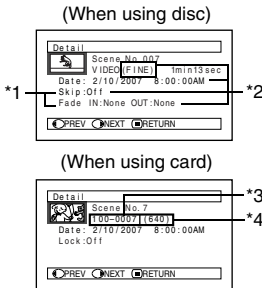 (When using disc)
Detail
Scene No.007
VIDEO (FINE) 1min13sec
Date: 2/10/2007 8:00:00AM
*1
Skip:Off
*2
Fade IN:None OUT:None
PREV NEXT RETURN
(When using card)
Detail
*3
Scene No. 7
100-0007 (640)
*4
Date: 2/10/2007 8:00:00AM
Lock:Off
PREV NEXT RETURN